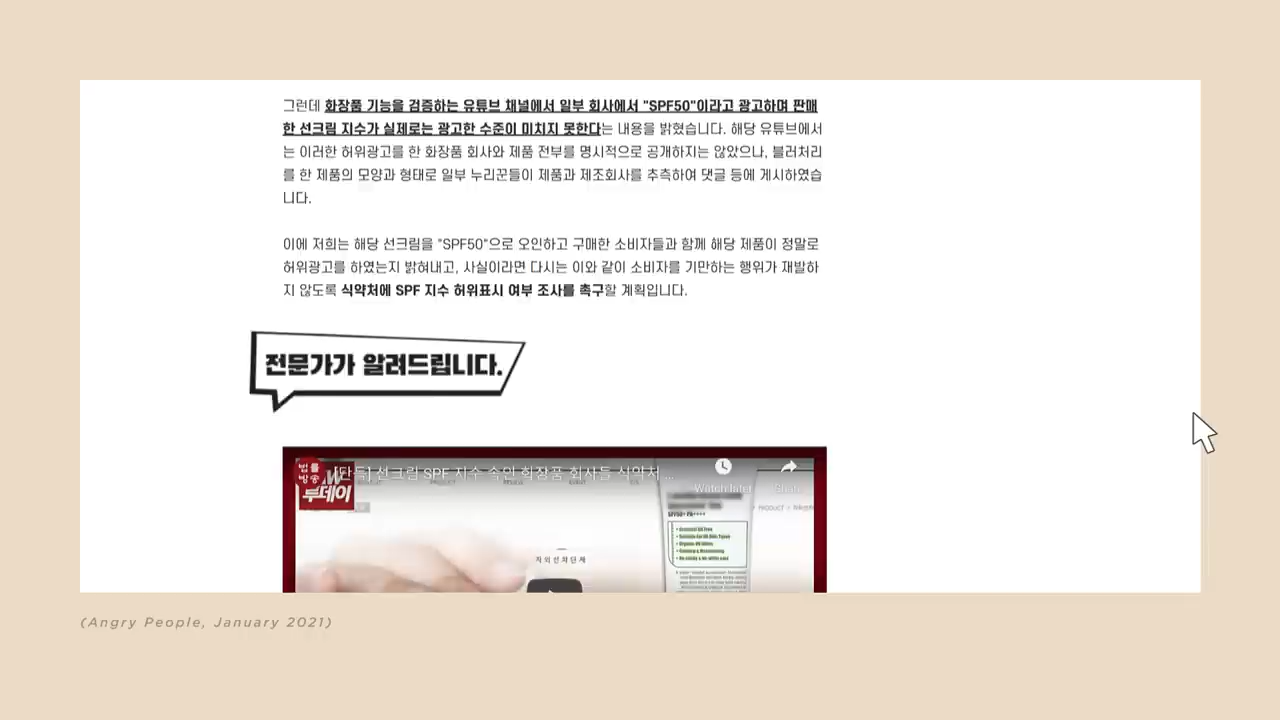 그런데 화장품 기능을 검증하는 유튜브 채널에서 일부 회사에서 "SPF50"이라고 광고하며 판매
한 선크림 지수가 실제로는 광고한 수준이 미치지 못한다는 내용을 밝혔습니다. 해당 유튜브에서
는 이러한 허위광고를 한 화장품 회사와 제품 전부를 명시적으로 공개하지는 않았으나, 블러처리
를 한 제품의 모양과 형태로 일부 누리꾼들이 제품과 제조회사를 추측하여 댓글 등에 게시하였습
니다.
이에 저희는 해당 선크림을 "SPF50"으로 오인하고 구매한 소비자들과 함께 해당 제품이 정말로
허위광고를 하였는지 밝혀내고, 사실이라면 다시는 이와 같이 소비자를 기만하는 행위가 재발하
지 않도록 식약처에 SPF 지수 허위표시 여부 조사를 촉구할 계획입니다.
전문가가 알려드립니다.
법률
방송
[단독] 선크림 SPF 지수 속인 화장품 회사들 식약처 ...
투데이
Watch later
Share
자외선차단제
(Angry People, January 2021)